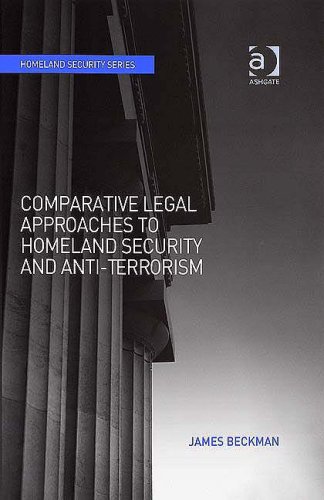 HOMELAND SECURITY SERIES
a
ASHGATE
COMPARATIVE LEGAL
APPROACHES TO
HOMELAND SECURITY
AND ANTI-TERRORISM
JAMES BECKMAN